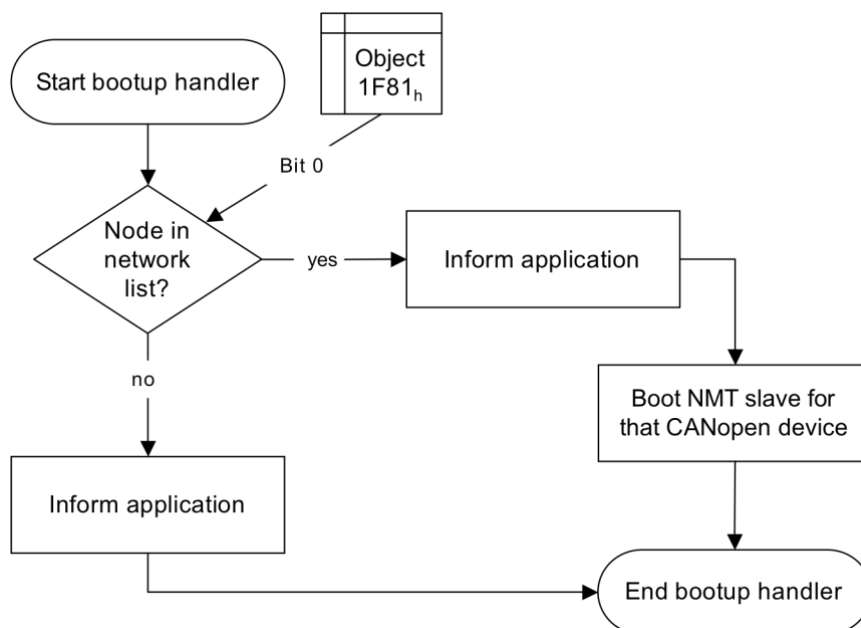 Start bootup handler
Object
1F81h
Bit 0
Node in
network
list?
yes
Inform application
no
Boot NMT slave for
that CANopen device
Inform application
End bootup handler